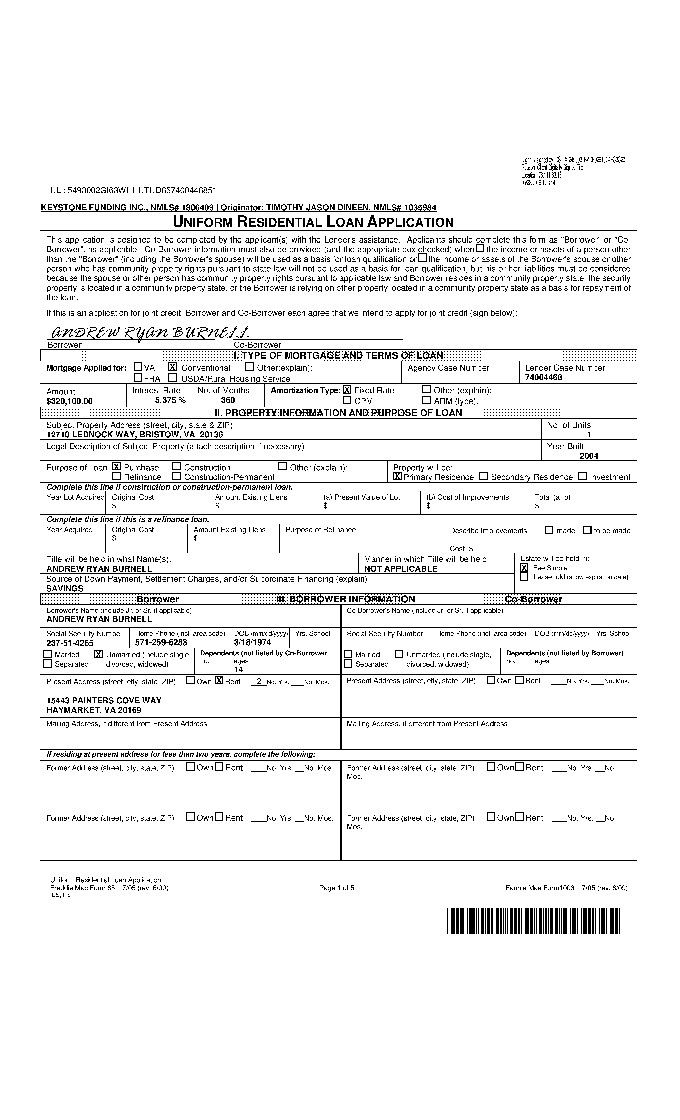 KEYSTONE FUNDING INC., NMLS# 1806409 | Originator: TIMOTHY JASON DINEEN, NMLS# 1036984
UNIFORM RESIDENTIAL LOAN APPLICATION
This application is designed to be completed by the applicant(s) with the Lender's assistance. Applicants should complete this form as "Borrower" or "Co-
Borrower", as applicable. Co-Borrower information must also be provided (and the appropriate box checked) when the income or assets of a person other
than the "Borrower" (including the Borrower's spouse) will be used as a basis for loan qualification or the income or assets of the Borrower's spouse or other
person who has community property rights pursuant to state law will not be used as a basis for loan qualification, but his or her liabilities must be considered
because the spouse or other person has community property rights pursuant to applicable law and Borrower resides in a community property state, the security
property is located in a community property state, or the Borrower is relying on other property located in a community property state as a basis for repayment of
the loan.
If this is an application for joint credit, Borrower and Co-Borrower each agree that we intend to apply for joint credit (sign below):
ANDREW RYAN BURNELL
Borrower Co-Borrower
I. TYPE OF MORTGAGE AND TERMS OF LOAN
Mortgage Applied for: VA X Conventional Other (explain): Agency Case Number Lender Case Number
FHA USDA/Rural Housing Service 74004460
Amount Interest Rate No. of Months Amortization Type: X Fixed Rate Other (explain):
$320,100.00 5.375 % 360 GPM ARM (type):
II. PROPERTY INFORMATION AND PURPOSE OF LOAN
Subject Property Address (street, city, state & ZIP) No. of Units
12710 LEDNOCK WAY, BRISTOW, VA 20136 1
Legal Description of Subject Property (attach description if necessary) Year Built
2004
Purpose of Loan X Purchase Construction Other (explain): Property will be:
Refinance Construction-Permanent X Primary Residence Secondary Residence Investment
Complete this line if construction or construction-permanent loan.
Year Lot Acquired Original Cost Amount Existing Liens (a) Present Value of Lot (b) Cost of Improvements Total (a+b)
$ $ $ $ $
Complete this line if this is a refinance loan.
Year Acquired Original Cost Amount Existing Liens Purpose of Refinance Describe Improvements made to be made
$ $
Cost: $
Title will be held in what Name(s): Manner in which Title will be held Estate will be held in:
ANDREW RYAN BURNELL NOT APPLICABLE X Fee Simple
Source of Down Payment, Settlement Charges, and/or Subordinate Financing (explain) Leasehold (show expiration date)
SAVINGS
Borrower III. BORROWER INFORMATION Co-Borrower
Borrower's Name (include Jr. or Sr. if applicable) Co-Borrower's Name (include Jr. or Sr. if applicable)
ANDREW RYAN BURNELL
Social Security Number Home Phone (incl. area code) DOB (mm/dd/yyyy) Yrs. School Social Security Number Home Phone (incl. area code) DOB (mm/dd/yyyy) Yrs. School
237-51-4265 571-259-6283 3/18/1974
Married X Unmarried (include single, Dependents (not listed by Co-Borrower Married Unmarried (include single, Dependents (not listed by Borrower)
Separated divorced, widowed) no. ages Separated divorced, widowed) no. ages
14
Present Address (street, city, state, ZIP) Own X Rent 2 No. Yrs. No. Mos. Present Address (street, city, state, ZIP) Own Rent No. Yrs. No. Mos.
15443 PAINTERS COVE WAY
HAYMARKET, VA 20169
Mailing Address, if different from Present Address Mailing Address, if different from Present Address
If residing at present address for less than two years, complete the following:
Former Address (street, city, state, ZIP) Own Rent No. Yrs. No. Mos. Former Address (street, city, state, ZIP) Own Rent No. Yrs. No.
Mos.
Former Address (street, city, state, ZIP) Own Rent No. Yrs. No. Mos. Former Address (street, city, state, ZIP) Own Rent No. Yrs. No.
Mos.
Uniform Residential Loan Application
Freddie Mac Form 65 7/05 (rev. 6/09) Page 1 of 5 Fannie Mae Form 1003 7/05 (rev. 6/09)